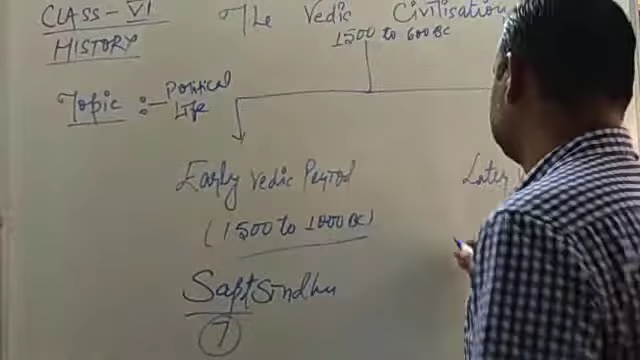 CLASS - VI
HISTORY
The Vedic Civilisation
1500 to 600 BC
Topic :- Political Life
Early Vedic Period
(1500 to 1000 BC)
Later
Sapt Sindhu
7